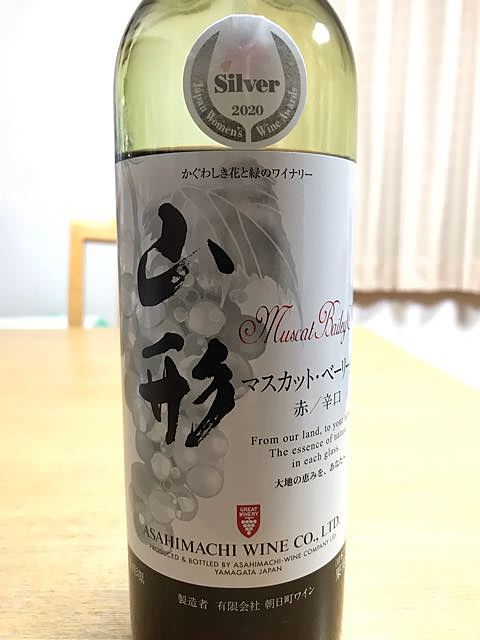 Silver
2020
Japan Women's Wine Awards
かぐわしき花と緑のワイナリー
山形
Muscat Bailey
マスカット・ベーリー
赤/辛口
From our land, to your
The essence of nature
in each glass.
大地の恵みを、あなたへ
GREAT
WINERY
ASAHIMACHI WINE CO., LTD.
PRODUCED & BOTTLED BY ASAHIMACHI-WINE COMPANY LTD
YAMAGATA JAPAN
製造者 有限会社 朝日町ワイン